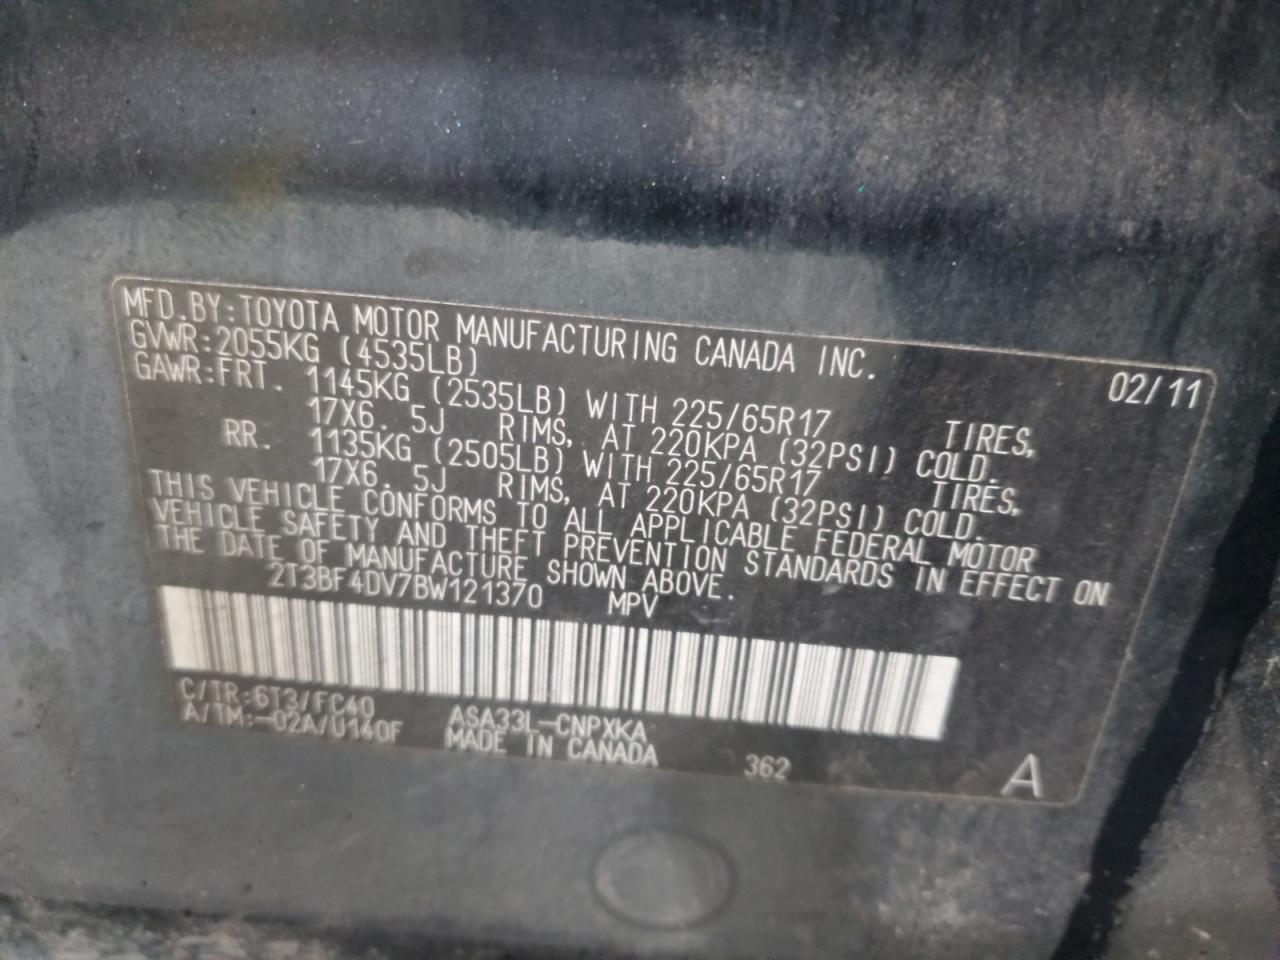 MFD.BY:TOYOTA MOTOR MANUFACTURING CANADA INC.
GVWR:2055KG (4535LB) 02/11
GAWR:FRT. 1145KG (2535LB) WITH 225/65R17 TIRES,
17X6.5J RIMS, AT 220KPA (32PSI) COLD.
RR. 1135KG (2505LB) WITH 225/65R17 TIRES,
17X6.5J RIMS, AT 220KPA (32PSI) COLD.
THIS VEHICLE CONFORMS TO ALL APPLICABLE FEDERAL MOTOR
VEHICLE SAFETY AND THEFT PREVENTION STANDARDS IN EFFECT ON
THE DATE OF MANUFACTURE SHOWN ABOVE.
2T3BF4DV7BW121370 MPV
C/TR:6T3/FC40 ASA33L-CNPXKA
A/TM:-02A/U140F MADE IN CANADA 362 A